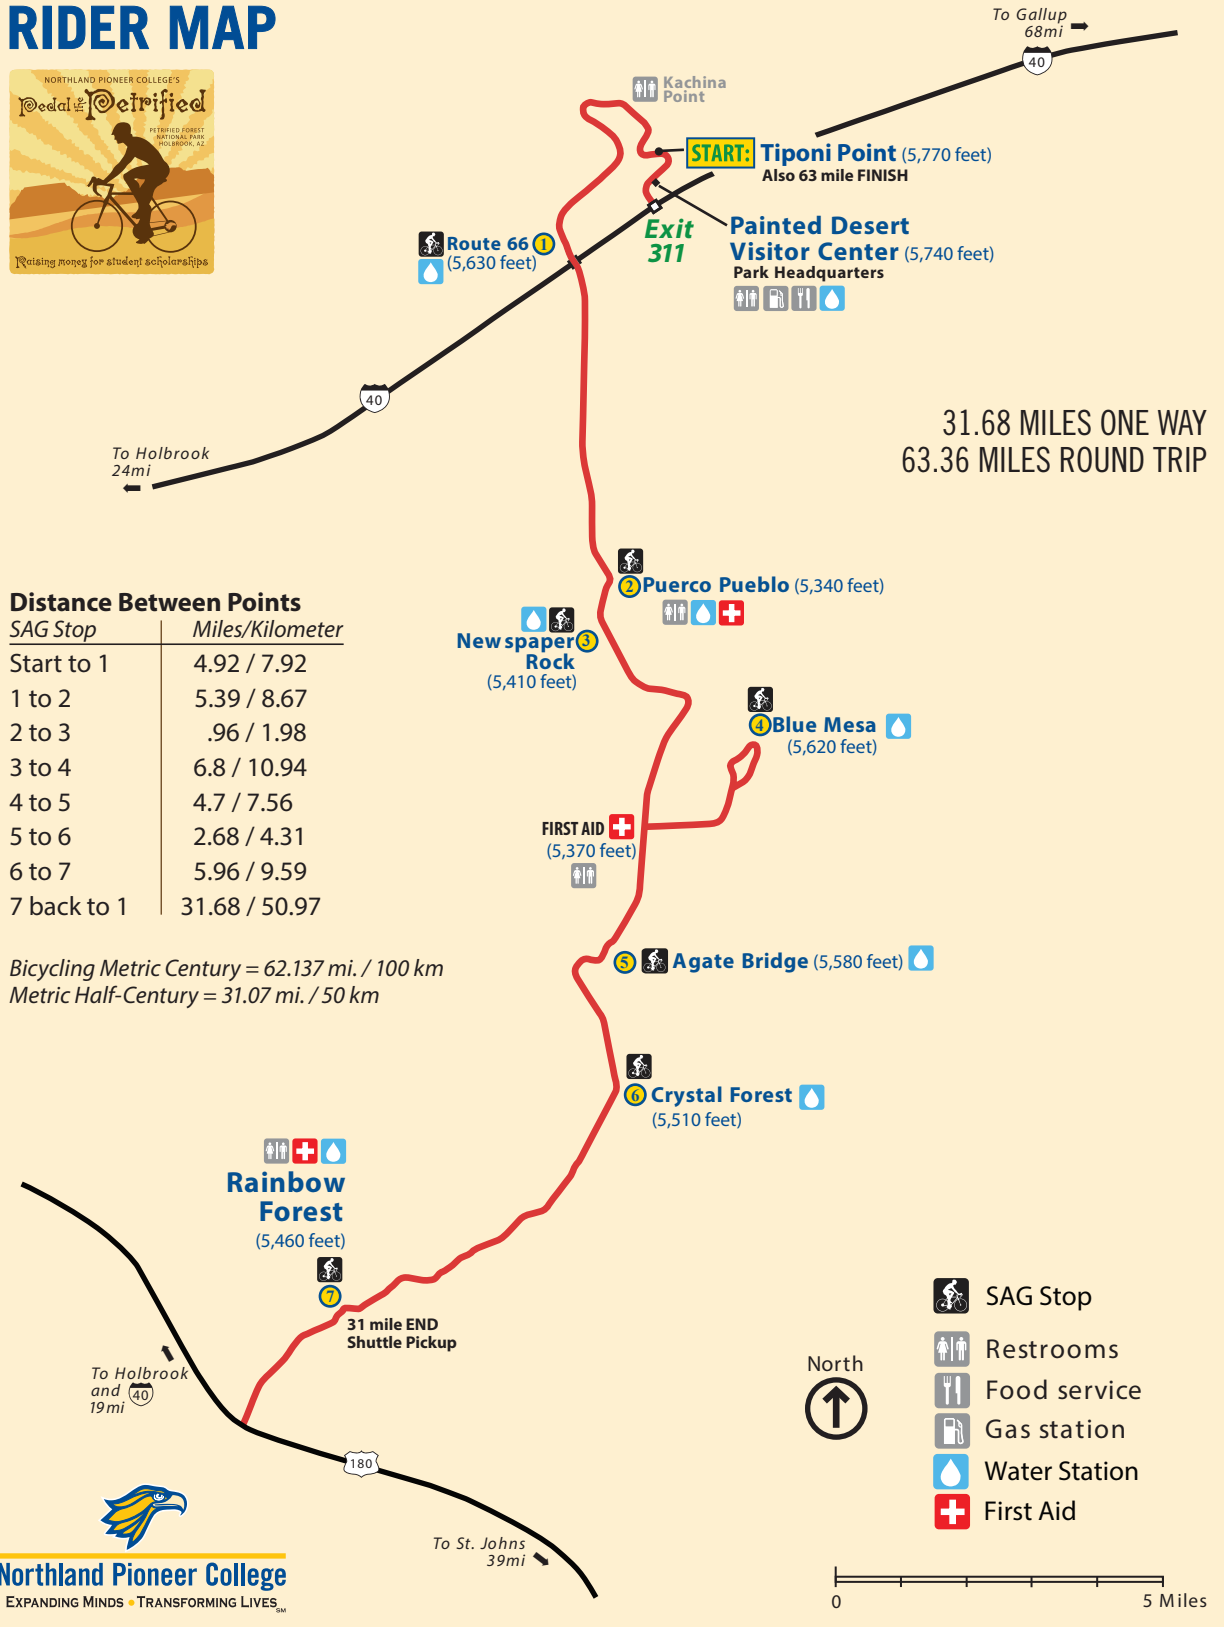 RIDER MAP
NORTHLAND PIONEER COLLEGE'S
Pedal the Petrified
PETRIFIED FOREST
NATIONAL PARK
HOLBROOK, AZ
Raising money for student scholarships
To Gallup
68mi
40
Kachina
Point
START: Tiponi Point (5,770 feet)
Also 63 mile FINISH
Exit
311
Painted Desert
Visitor Center (5,740 feet)
Park Headquarters
Route 66 1
(5,630 feet)
40
To Holbrook
24mi
31.68 MILES ONE WAY
63.36 MILES ROUND TRIP
2 Puerco Pueblo (5,340 feet)
Newspaper 3
Rock
(5,410 feet)
4 Blue Mesa
(5,620 feet)
FIRST AID
(5,370 feet)
5 Agate Bridge (5,580 feet)
6 Crystal Forest
(5,510 feet)
Distance Between Points
SAG Stop Miles/Kilometer
Start to 1 4.92 / 7.92
1 to 2 5.39 / 8.67
2 to 3 .96 / 1.98
3 to 4 6.8 / 10.94
4 to 5 4.7 / 7.56
5 to 6 2.68 / 4.31
6 to 7 5.96 / 9.59
7 back to 1 31.68 / 50.97
Bicycling Metric Century = 62.137 mi. / 100 km
Metric Half-Century = 31.07 mi. / 50 km
Rainbow
Forest
(5,460 feet)
7
31 mile END
Shuttle Pickup
To Holbrook
and 40
19mi
180
To St. Johns
39mi
North
SAG Stop
Restrooms
Food service
Gas station
Water Station
First Aid
0 5 Miles
Northland Pioneer College
EXPANDING MINDS • TRANSFORMING LIVES SM